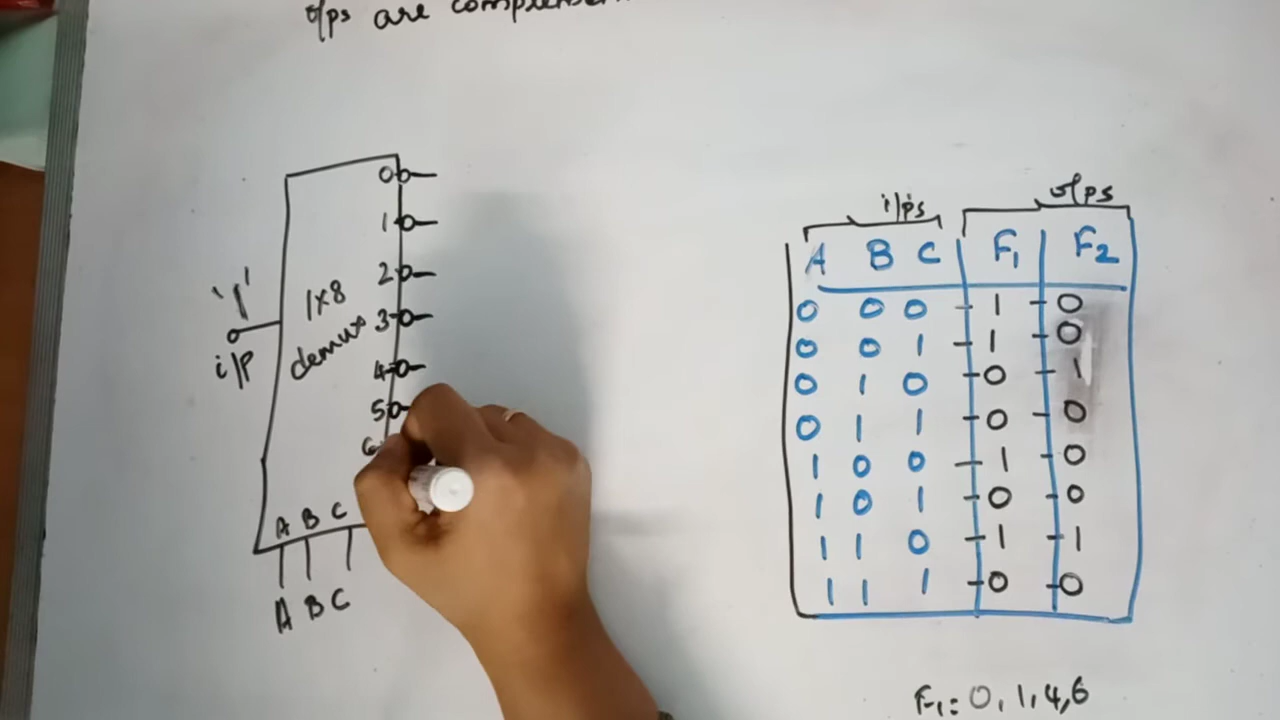 o/ps are
0
1
2
3
4
5
6
'1'
i/p
1x8
demux
A B C
A B C
i/ps o/ps
A B C F₁ F₂
0 0 0 1 0
0 0 1 1 0
0 1 0 0 1
0 1 1 0 0
1 0 0 1 0
1 0 1 0 0
1 1 0 1 1
1 1 1 0 0
F₁: 0, 1, 4, 6